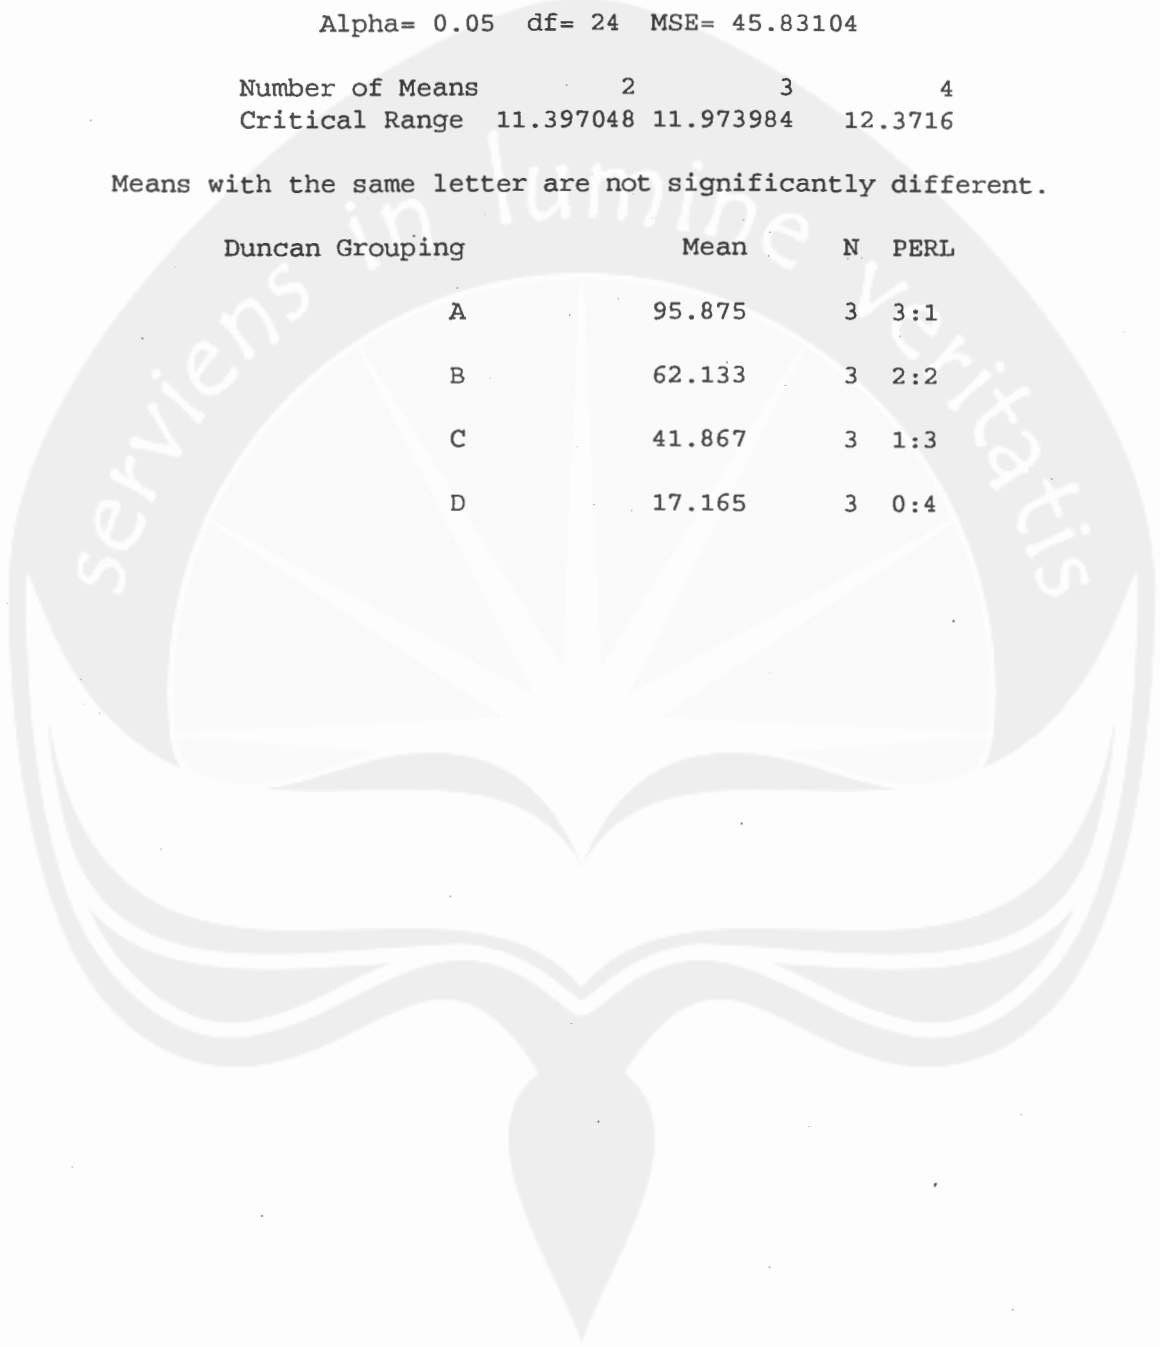 Alpha= 0.05 df= 24 MSE= 45.83104
Number of Means 2 3 4
Critical Range 11.397048 11.973984 12.3716
Means with the same letter are not significantly different.
Duncan Grouping Mean N PERL
A 95.875 3 3:1
B 62.133 3 2:2
C 41.867 3 1:3
D 17.165 3 0:4
serviens in lumine veritatis